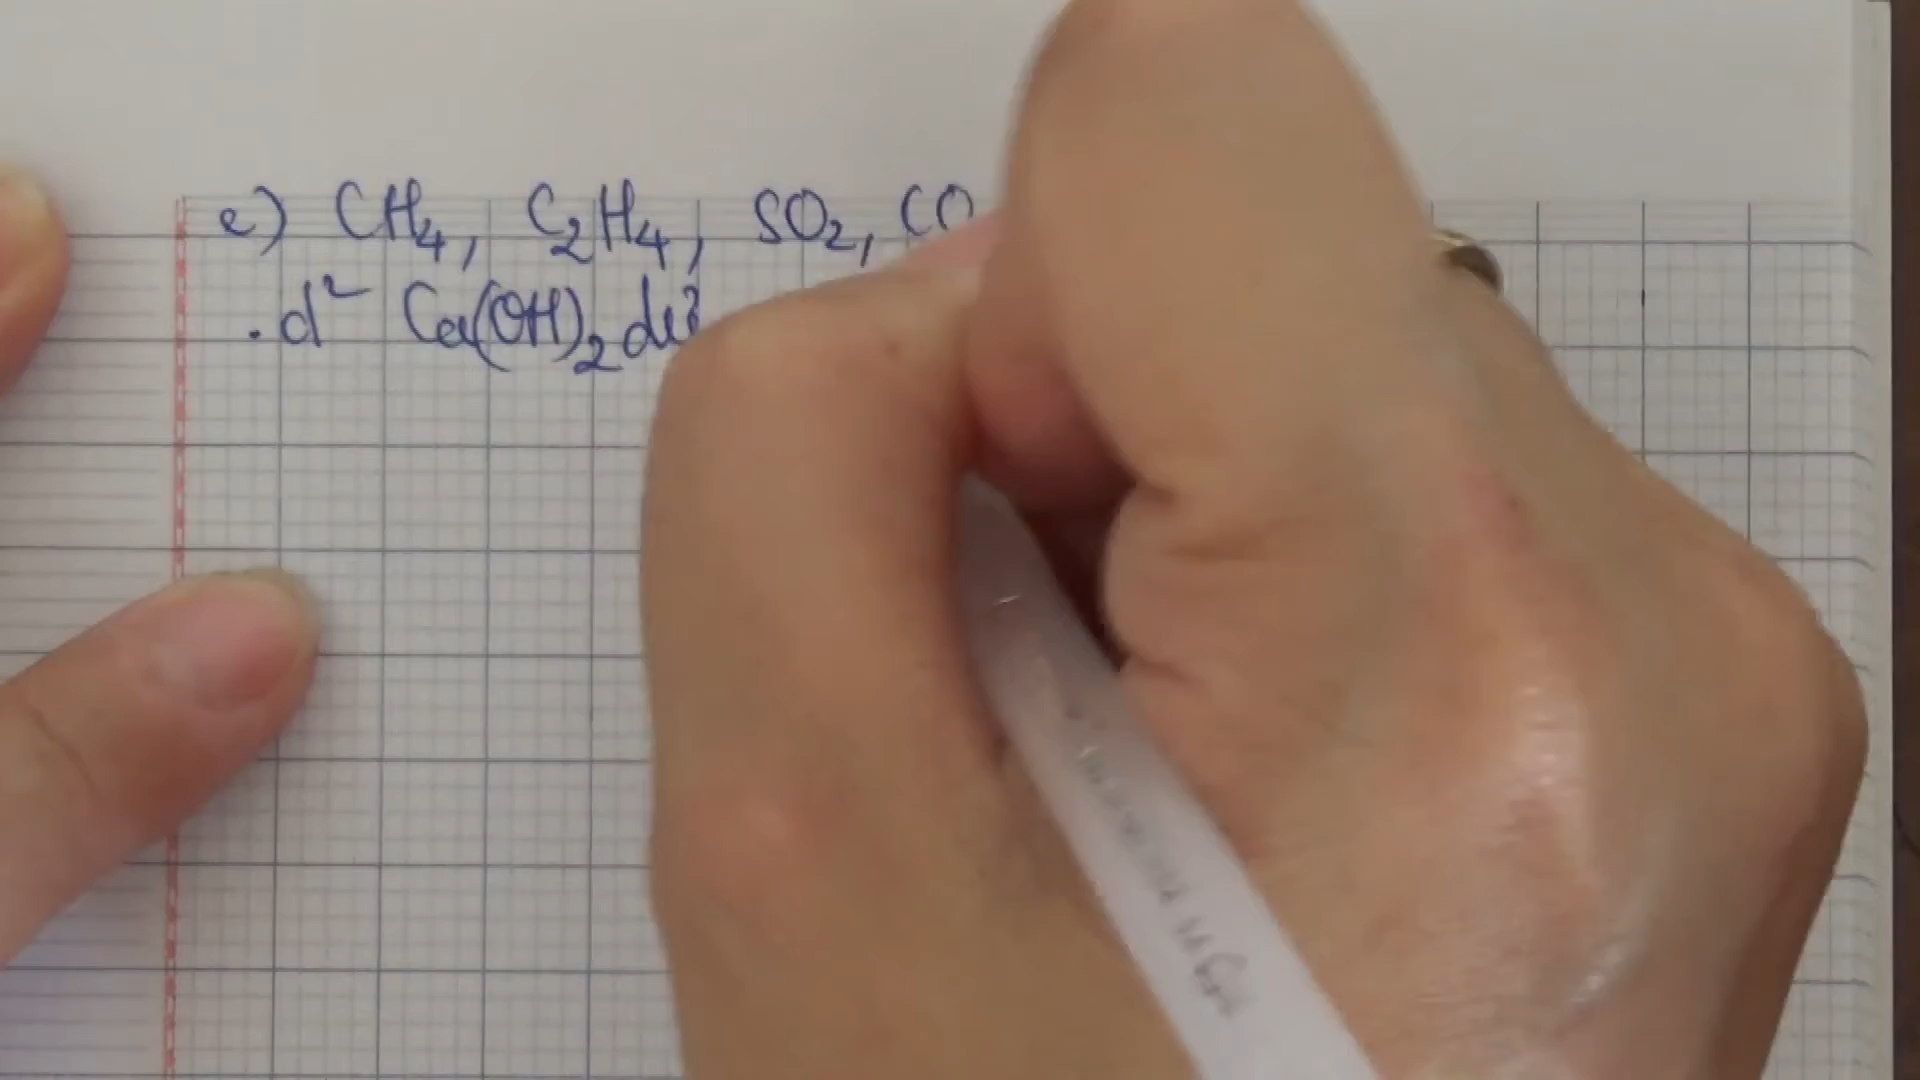 e) CH₄, C₂H₄, SO₂, CO
. d² Ca(OH)₂ dư